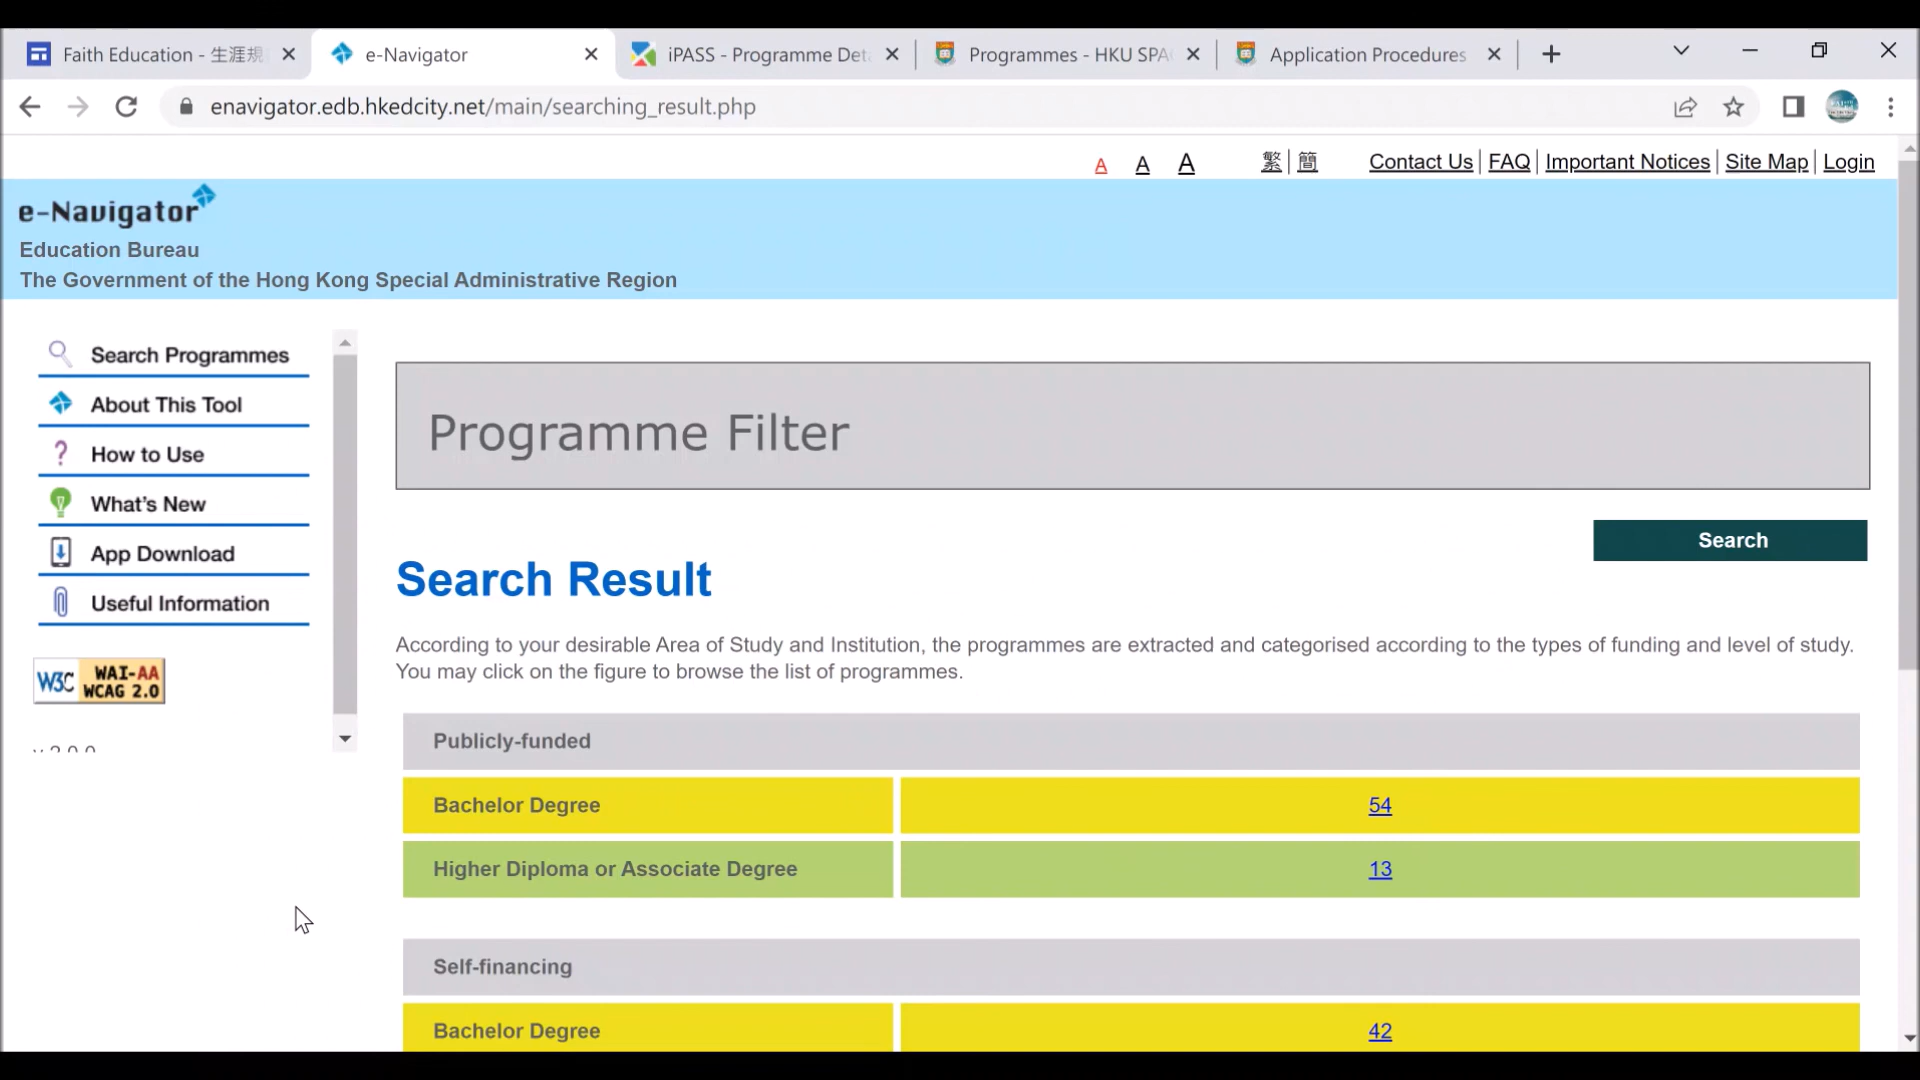 Faith Education - 生涯規
e-Navigator
iPASS - Programme Det
Programmes - HKU SPA
Application Procedures
enavigator.edb.hkedcity.net/main/searching_result.php
A A A 繁 | 簡 Contact Us | FAQ | Important Notices | Site Map | Login
e-Navigator
Education Bureau
The Government of the Hong Kong Special Administrative Region
Search Programmes
About This Tool
How to Use
What's New
App Download
Useful Information
W3C WAI-AA
WCAG 2.0
Programme Filter
Search
Search Result
According to your desirable Area of Study and Institution, the programmes are extracted and categorised according to the types of funding and level of study.
You may click on the figure to browse the list of programmes.
Publicly-funded
Bachelor Degree 54
Higher Diploma or Associate Degree 13
Self-financing
Bachelor Degree 42